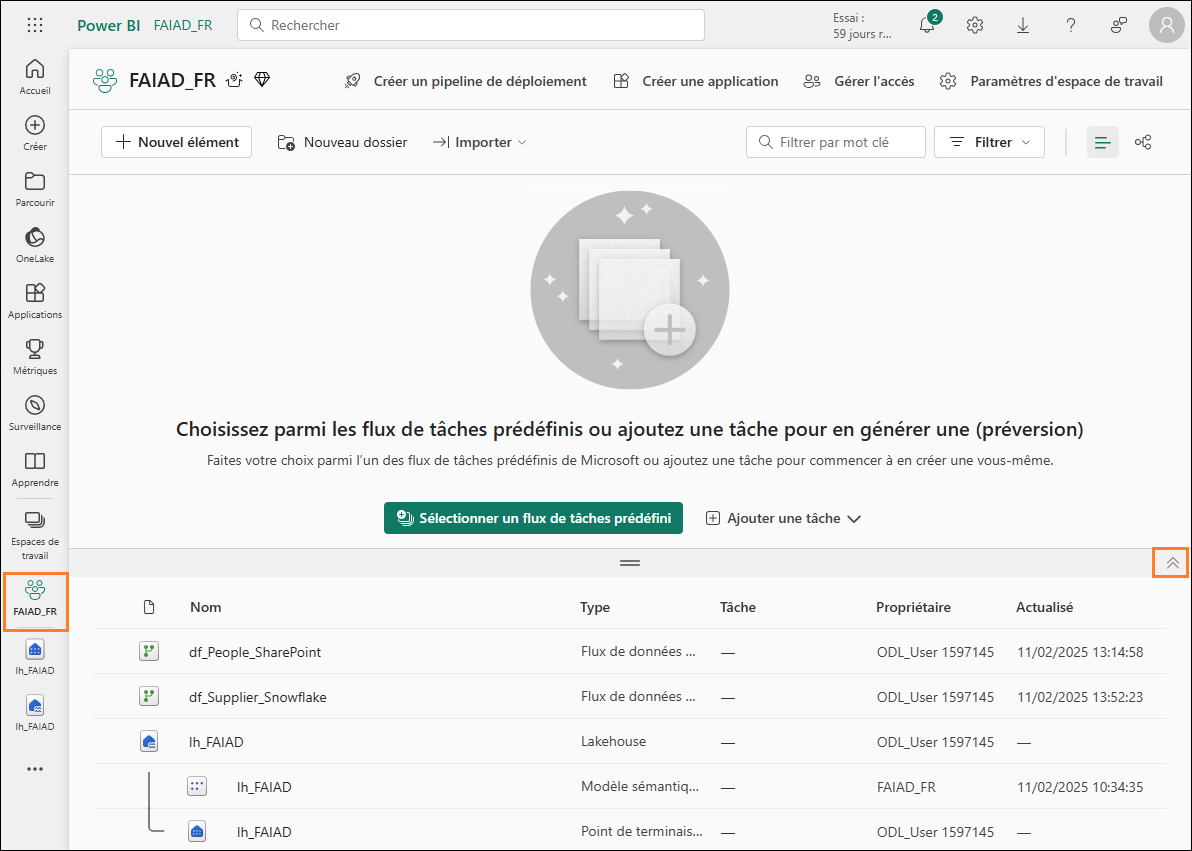 Power BI FAIAD_FR
Rechercher
Essai :
59 jours r...
2
Accueil
Créer
Parcourir
OneLake
Applications
Métriques
Surveillance
Apprendre
Espaces de
travail
FAIAD_FR
lh_FAIAD
lh_FAIAD
FAIAD_FR
Créer un pipeline de déploiement
Créer une application
Gérer l'accès
Paramètres d'espace de travail
Nouvel élément
Nouveau dossier
Importer
Filtrer par mot clé
Filtrer
Choisissez parmi les flux de tâches prédéfinis ou ajoutez une tâche pour en générer une (préversion)
Faites votre choix parmi l’un des flux de tâches prédéfinis de Microsoft ou ajoutez une tâche pour commencer à en créer une vous-même.
Sélectionner un flux de tâches prédéfini
Ajouter une tâche
Nom Type Tâche Propriétaire Actualisé
df_People_SharePoint Flux de données ... — ODL_User 1597145 11/02/2025 13:14:58
df_Supplier_Snowflake Flux de données ... — ODL_User 1597145 11/02/2025 13:52:23
lh_FAIAD Lakehouse — ODL_User 1597145 —
lh_FAIAD Modèle sémantiq... — FAIAD_FR 11/02/2025 10:34:35
lh_FAIAD Point de terminais... — ODL_User 1597145 —